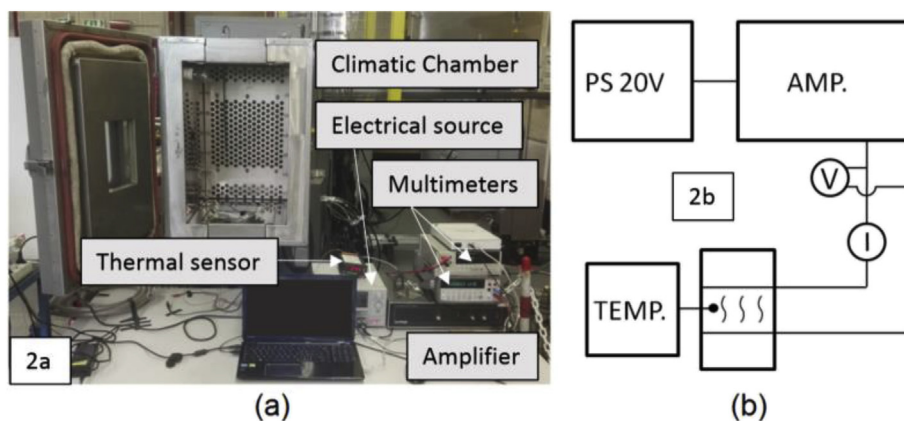 Climatic Chamber
Electrical source
Multimeters
Thermal sensor
Amplifier
2a
(a)
PS 20V
AMP.
V
2b
I
TEMP.
(b)